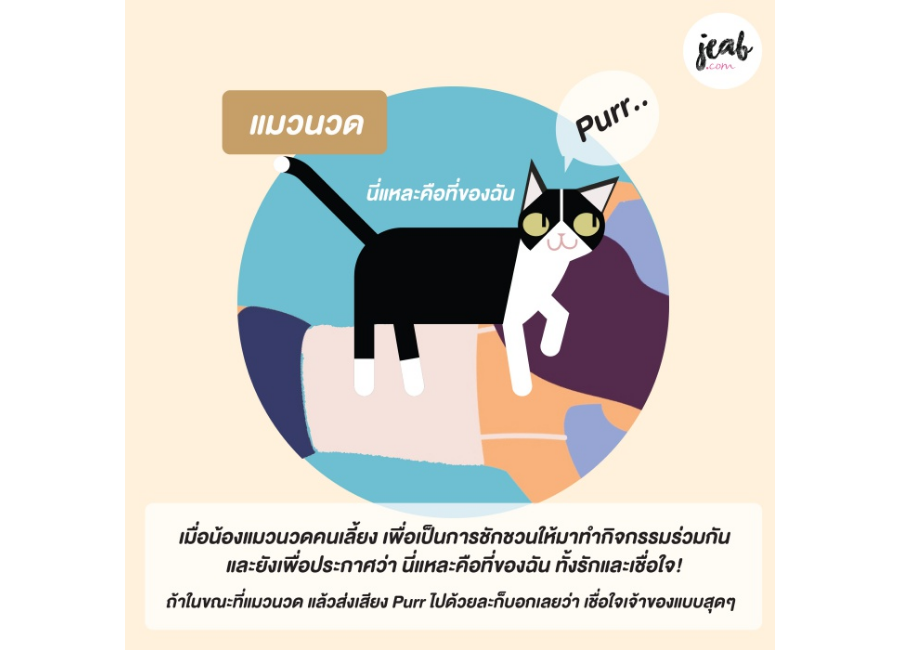 jeab
.com
แมวนวด
Purr..
นี่แหละคือที่ของฉัน
เมื่อน้องแมวนวดคนเลี้ยง เพื่อเป็นการชักชวนให้มาทำกิจกรรมร่วมกัน
และยังเพื่อประกาศว่า นี่แหละคือที่ของฉัน ทั้งรักและเชื่อใจ!
ถ้าในขณะที่แมวนวด แล้วส่งเสียง Purr ไปด้วยละก็บอกเลยว่า เชื่อใจเจ้าของแบบสุดๆ